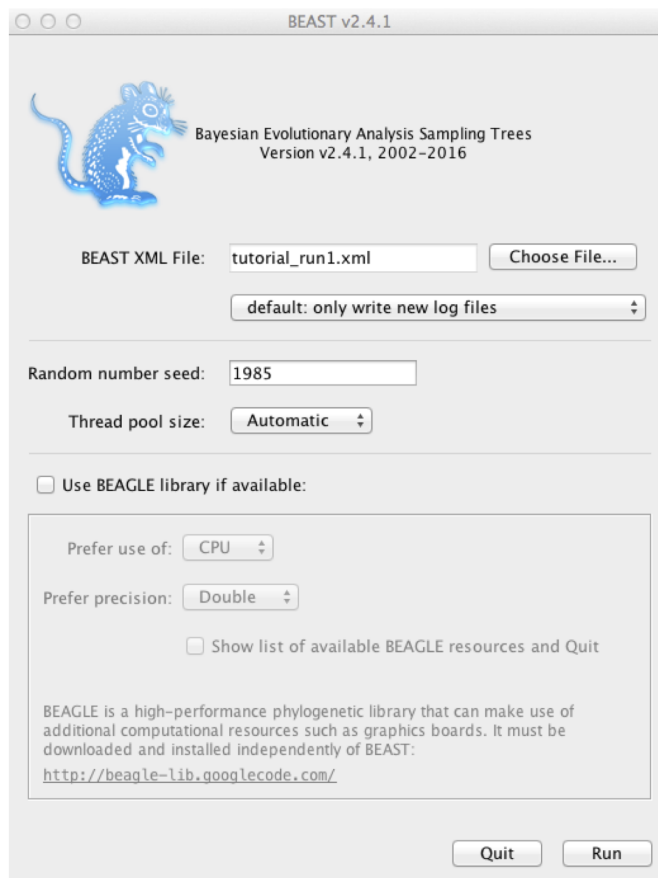 BEAST v2.4.1
Bayesian Evolutionary Analysis Sampling Trees
Version v2.4.1, 2002–2016
BEAST XML File: tutorial_run1.xml Choose File...
default: only write new log files
Random number seed: 1985
Thread pool size: Automatic
Use BEAGLE library if available:
Prefer use of: CPU
Prefer precision: Double
Show list of available BEAGLE resources and Quit
BEAGLE is a high-performance phylogenetic library that can make use of
additional computational resources such as graphics boards. It must be
downloaded and installed independently of BEAST:
http://beagle-lib.googlecode.com/
Quit Run